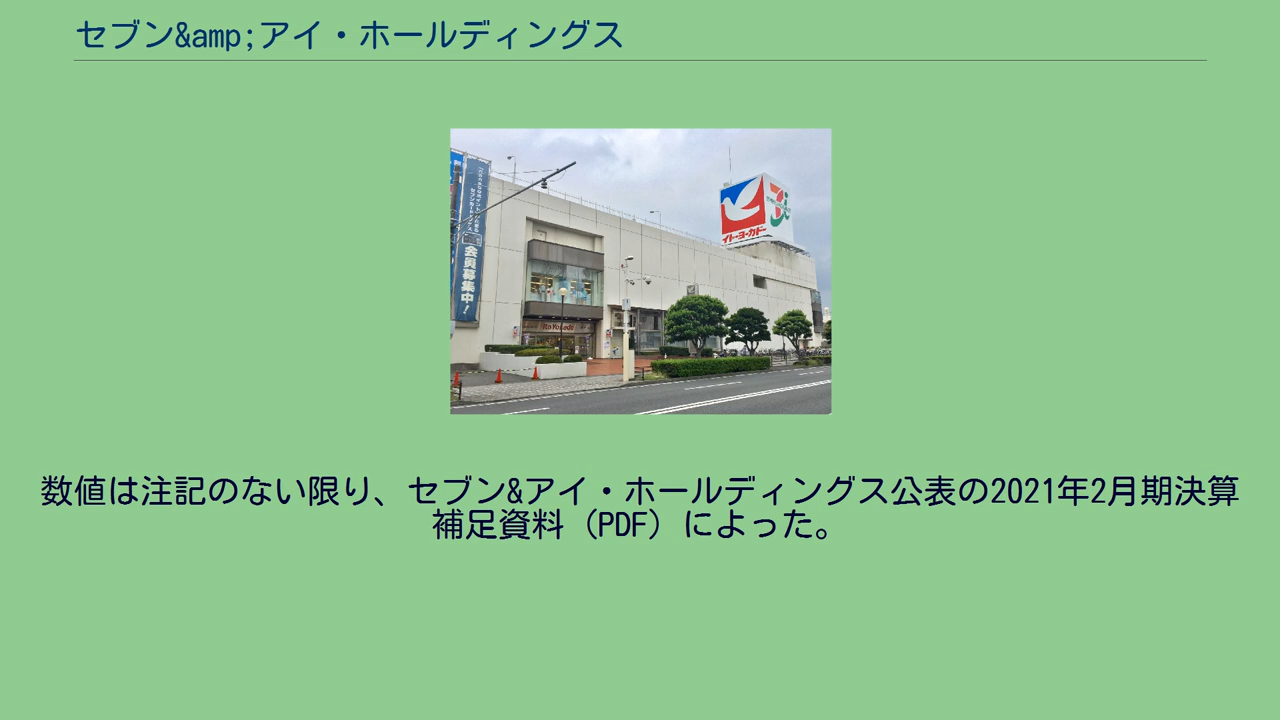 セブン&amp;アイ・ホールディングス
会員募集中!
イトーヨーカドー
Ito Yokado
数値は注記のない限り、セブン&アイ・ホールディングス公表の2021年2月期決算
補足資料（PDF）によった。